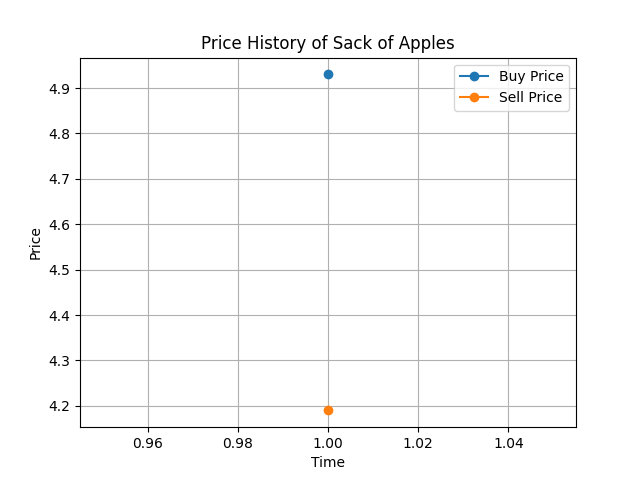 Price History of Sack of Apples
Buy Price
Sell Price
4.9
4.8
4.7
4.6
4.5
4.4
4.3
4.2
Price
0.96 0.98 1.00 1.02 1.04
Time